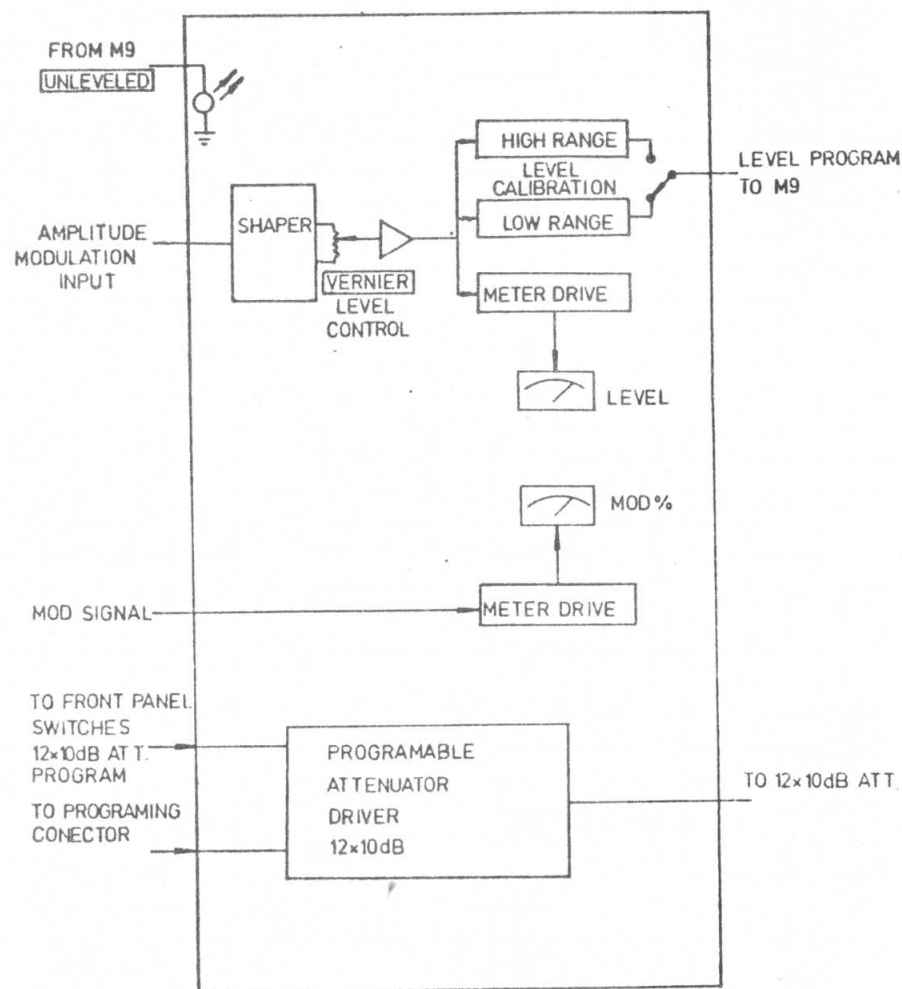 FROM M9
UNLEVELED
HIGH RANGE
LEVEL
CALIBRATION
LOW RANGE
LEVEL PROGRAM
TO M9
SHAPER
AMPLITUDE
MODULATION
INPUT
VERNIER
LEVEL
CONTROL
METER DRIVE
LEVEL
MOD%
MOD SIGNAL
METER DRIVE
TO FRONT PANEL
SWITCHES
12×10dB ATT.
PROGRAM
TO PROGRAMING
CONECTOR
PROGRAMABLE
ATTENUATOR
DRIVER
12×10dB
TO 12×10dB ATT.